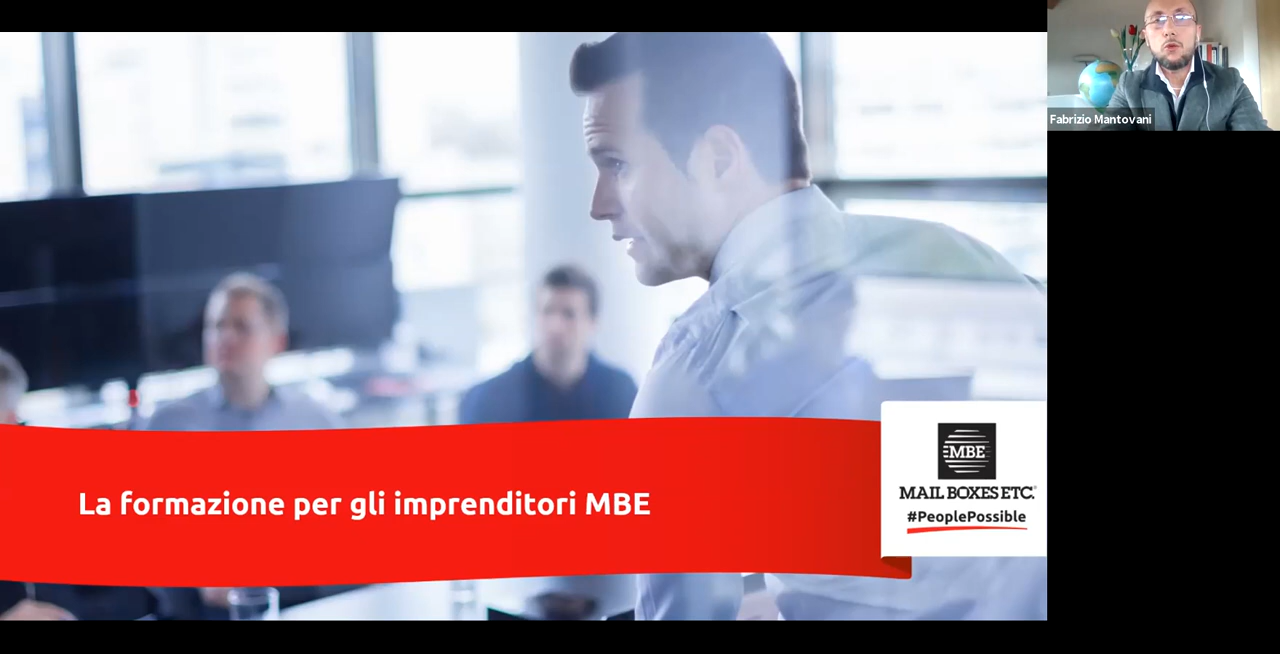 Fabrizio Mantovani
La formazione per gli imprenditori MBE
MBE
MAIL BOXES ETC.®
#PeoplePossible